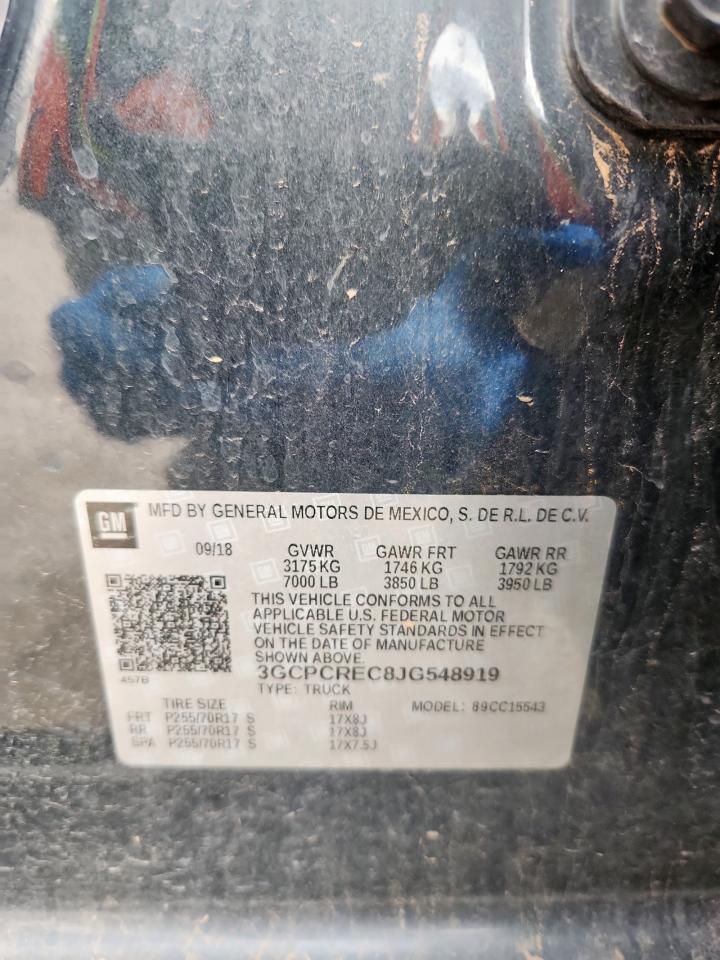 GM
MFD BY GENERAL MOTORS DE MEXICO, S. DE R.L. DE C.V.
09/18 GVWR GAWR FRT GAWR RR
3175 KG 1746 KG 1792 KG
7000 LB 3850 LB 3950 LB
THIS VEHICLE CONFORMS TO ALL
APPLICABLE U.S. FEDERAL MOTOR
VEHICLE SAFETY STANDARDS IN EFFECT
ON THE DATE OF MANUFACTURE
SHOWN ABOVE.
457B 3GCPCREC8JG548919
TYPE: TRUCK
TIRE SIZE RIM MODEL: 89CC15543
FRT P255/70R17 S 17X8J
RR P255/70R17 S 17X8J
SPA P255/70R17 S 17X7.5J